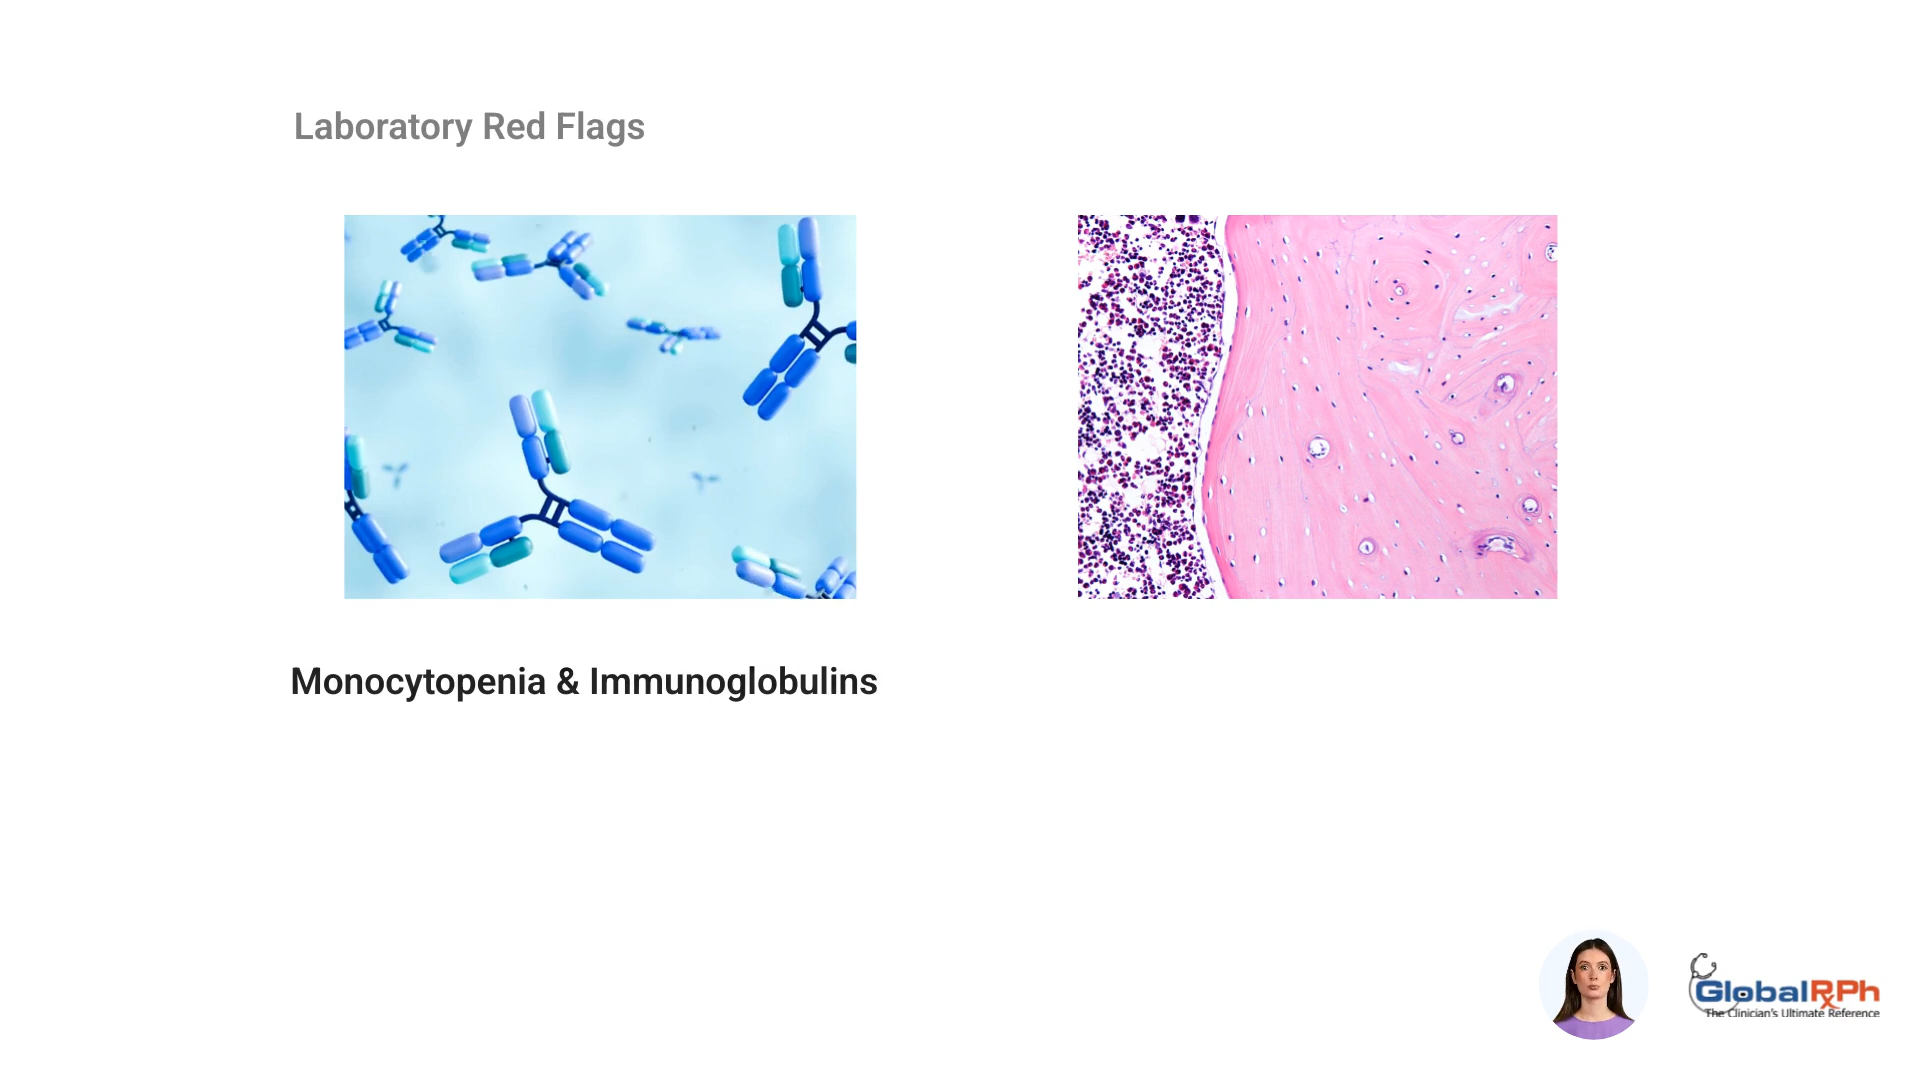 Laboratory Red Flags
Monocytopenia & Immunoglobulins
GlobalRPh
The Clinician's Ultimate Reference